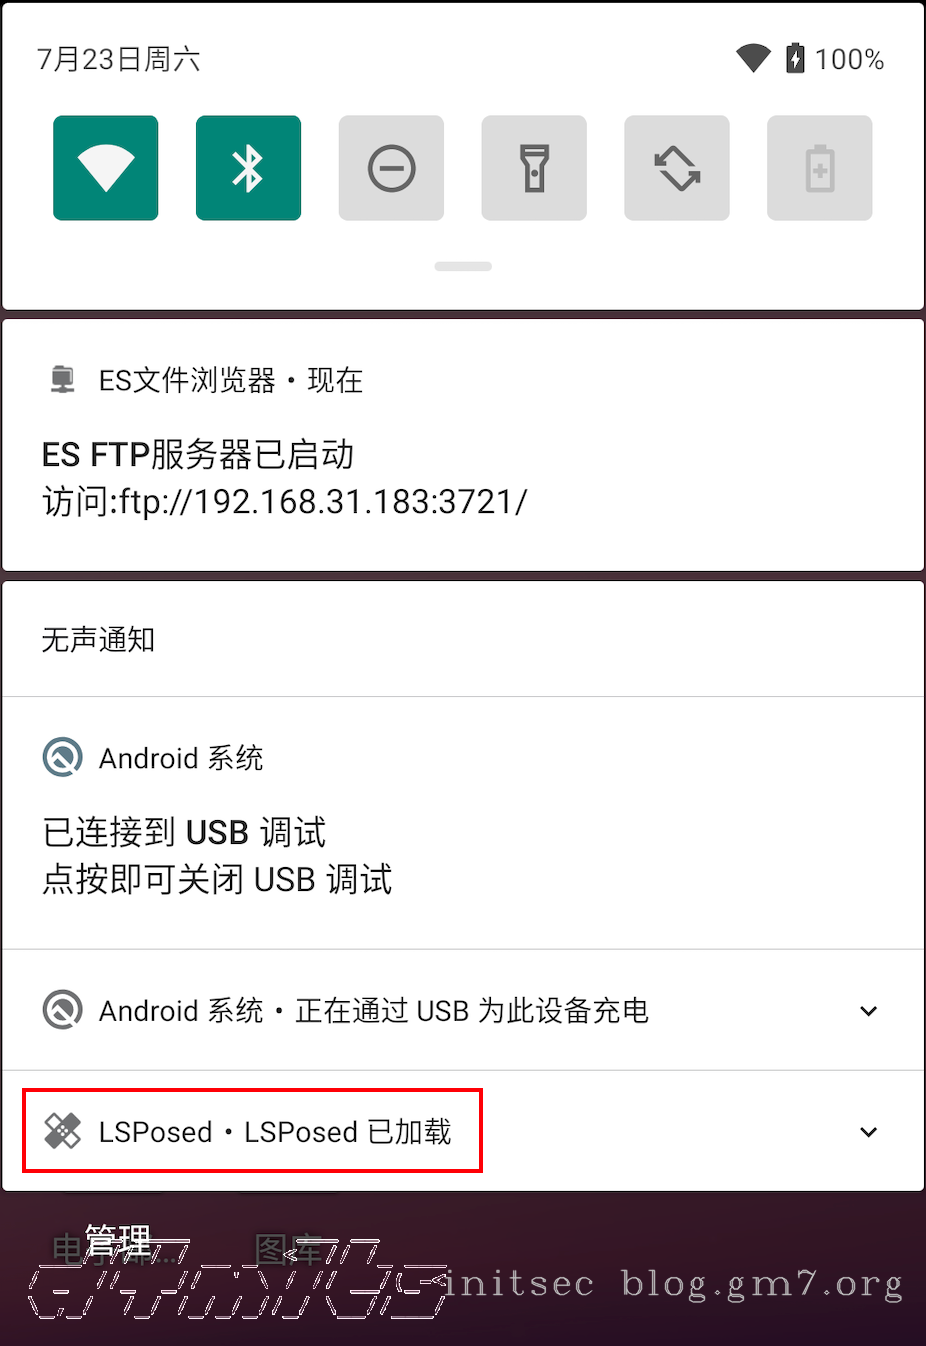 7月23日周六
100%
ES文件浏览器 • 现在
ES FTP服务器已启动
访问:ftp://192.168.31.183:3721/
无声通知
Android 系统
已连接到 USB 调试
点按即可关闭 USB 调试
Android 系统 • 正在通过 USB 为此设备充电
LSPosed • LSPosed 已加载
管理
图库
initsec blog.gm7.org